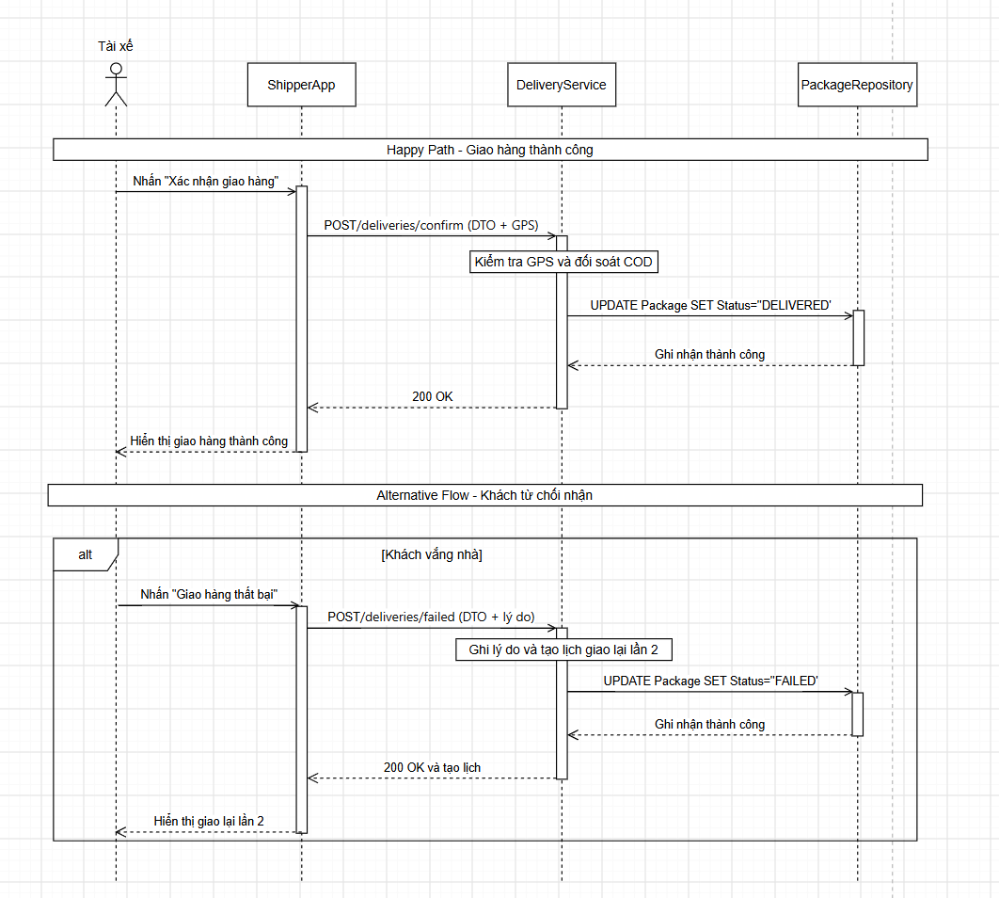 Tài xế
ShipperApp
DeliveryService
PackageRepository
Happy Path - Giao hàng thành công
Nhấn "Xác nhận giao hàng"
POST/deliveries/confirm (DTO + GPS)
Kiểm tra GPS và đối soát COD
UPDATE Package SET Status="DELIVERED'
Ghi nhận thành công
200 OK
Hiển thị giao hàng thành công
Alternative Flow - Khách từ chối nhận
alt
[Khách vắng nhà]
Nhấn "Giao hàng thất bại"
POST/deliveries/failed (DTO + lý do)
Ghi lý do và tạo lịch giao lại lần 2
UPDATE Package SET Status="FAILED'
Ghi nhận thành công
200 OK và tạo lịch
Hiển thị giao lại lần 2